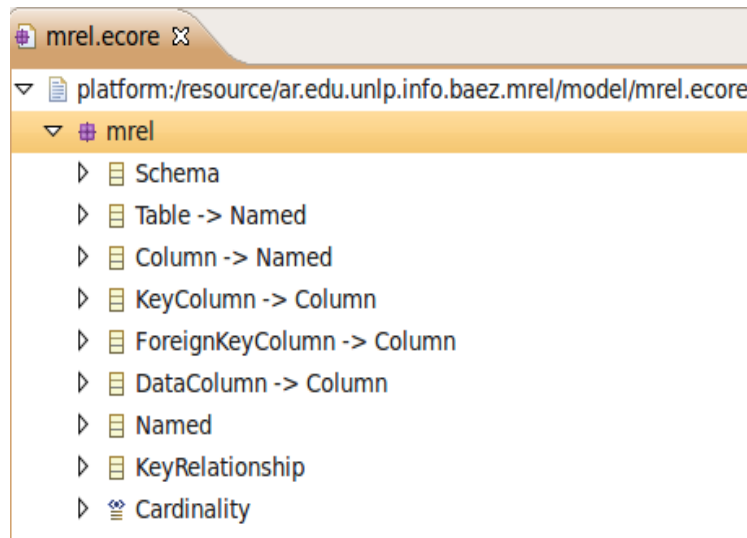 mrel.ecore
platform:/resource/ar.edu.unlp.info.baez.mrel/model/mrel.ecore
mrel
Schema
Table -> Named
Column -> Named
KeyColumn -> Column
ForeignKeyColumn -> Column
DataColumn -> Column
Named
KeyRelationship
Cardinality